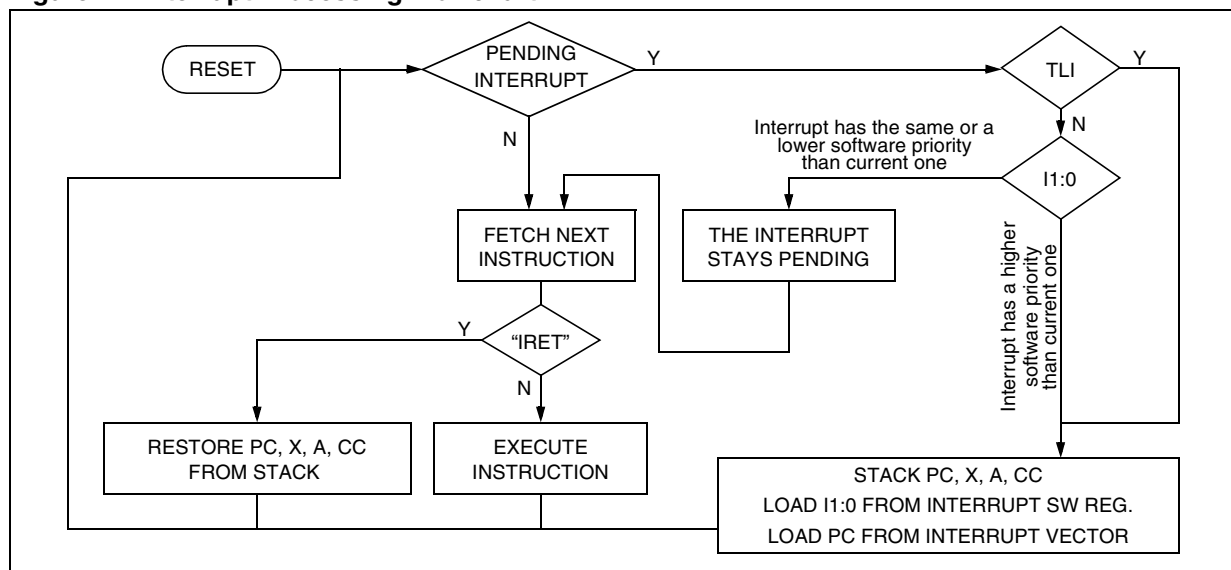 RESET
PENDING
INTERRUPT
Y
TLI
Y
N
N
Interrupt has the same or a
lower software priority
than current one
I1:0
FETCH NEXT
INSTRUCTION
THE INTERRUPT
STAYS PENDING
Interrupt has a higher
software priority
than current one
Y
“IRET”
N
RESTORE PC, X, A, CC
FROM STACK
EXECUTE
INSTRUCTION
STACK PC, X, A, CC
LOAD I1:0 FROM INTERRUPT SW REG.
LOAD PC FROM INTERRUPT VECTOR